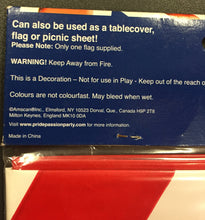 Can also be used as a tablecover,
flag or picnic sheet!
Please Note: Only one flag supplied.
WARNING! Keep Away from Fire.
This is a Decoration – Not for use in Play - Keep out of the reach o
Colours are not colourfast. May bleed when wet.
©Amscan®Inc., Elmsford, NY 10523 Dorval, Que., Canada H9P 2T8
Milton Keynes, England MK10 0DA
Visit www.pridepassionparty.com
Made in China